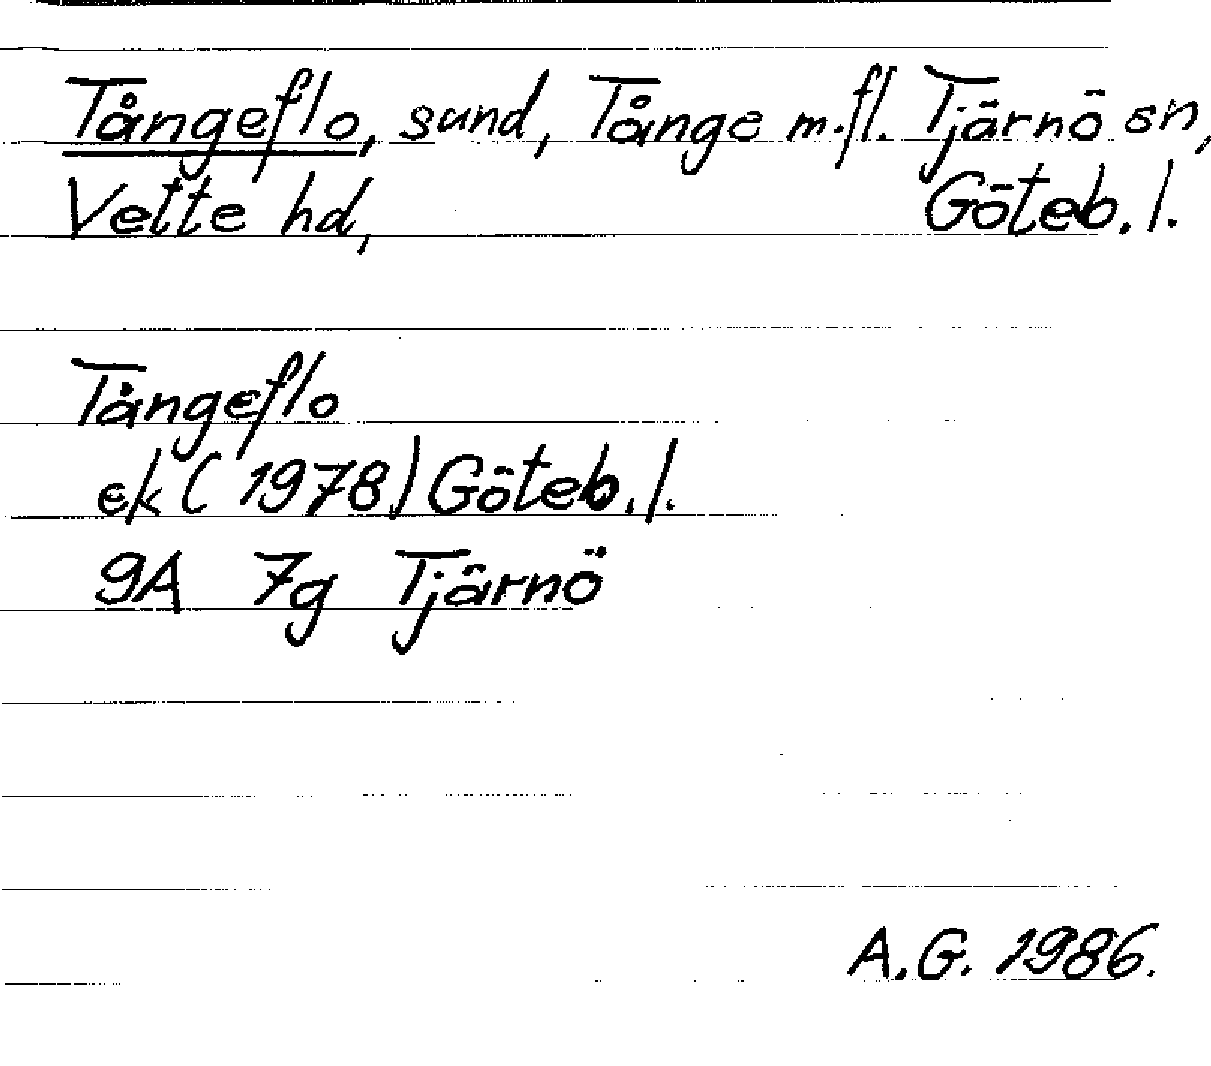 Tångeflo, sund, Tånge m.fl. Tjärnö sn,
Vette hd, Göteb. l.
Tångeflo
ek (1978) Göteb. l.
9A 7g Tjärnö
A.G. 1986.